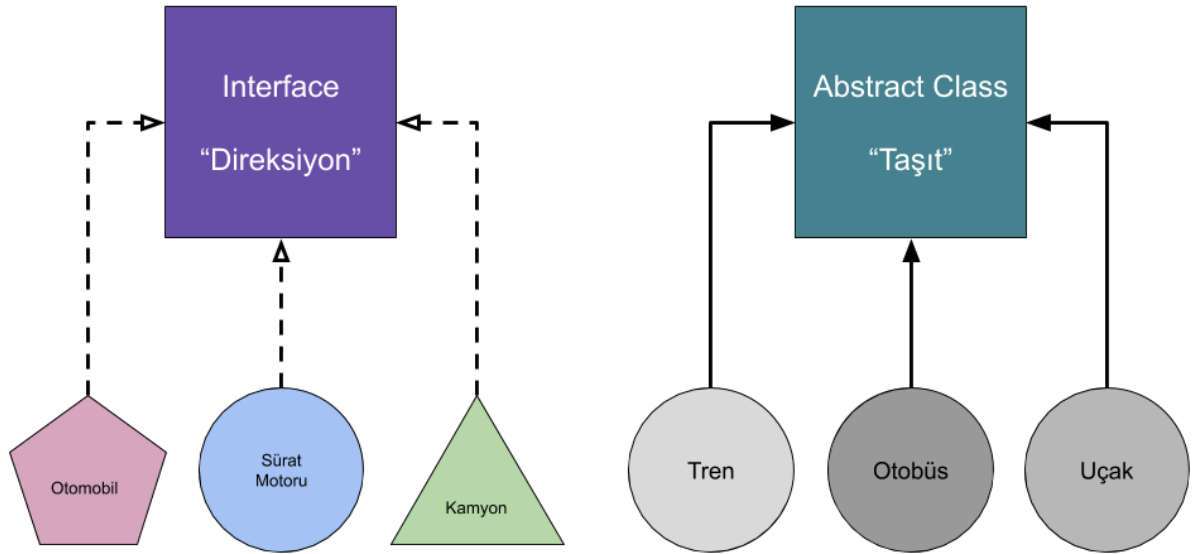 Interface
“Direksiyon”
Abstract Class
“Taşıt”
Otomobil
Sürat
Motoru
Kamyon
Tren
Otobüs
Uçak